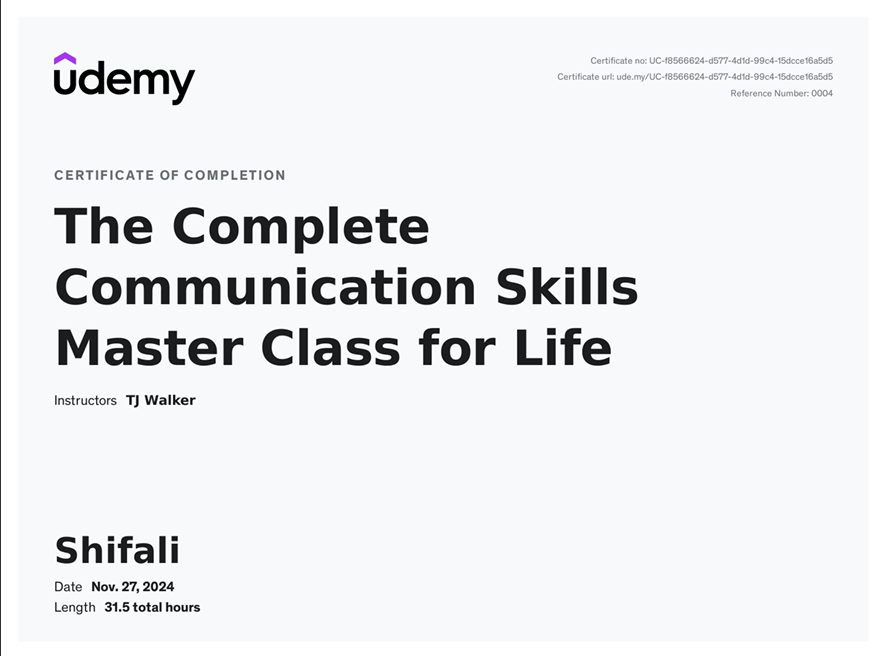 udemy
Certificate no: UC-f8566624-d577-4d1d-99c4-15dcce16a5d5
Certificate url: ude.my/UC-f8566624-d577-4d1d-99c4-15dcce16a5d5
Reference Number: 0004
CERTIFICATE OF COMPLETION
The Complete
Communication Skills
Master Class for Life
Instructors TJ Walker
Shifali
Date Nov. 27, 2024
Length 31.5 total hours